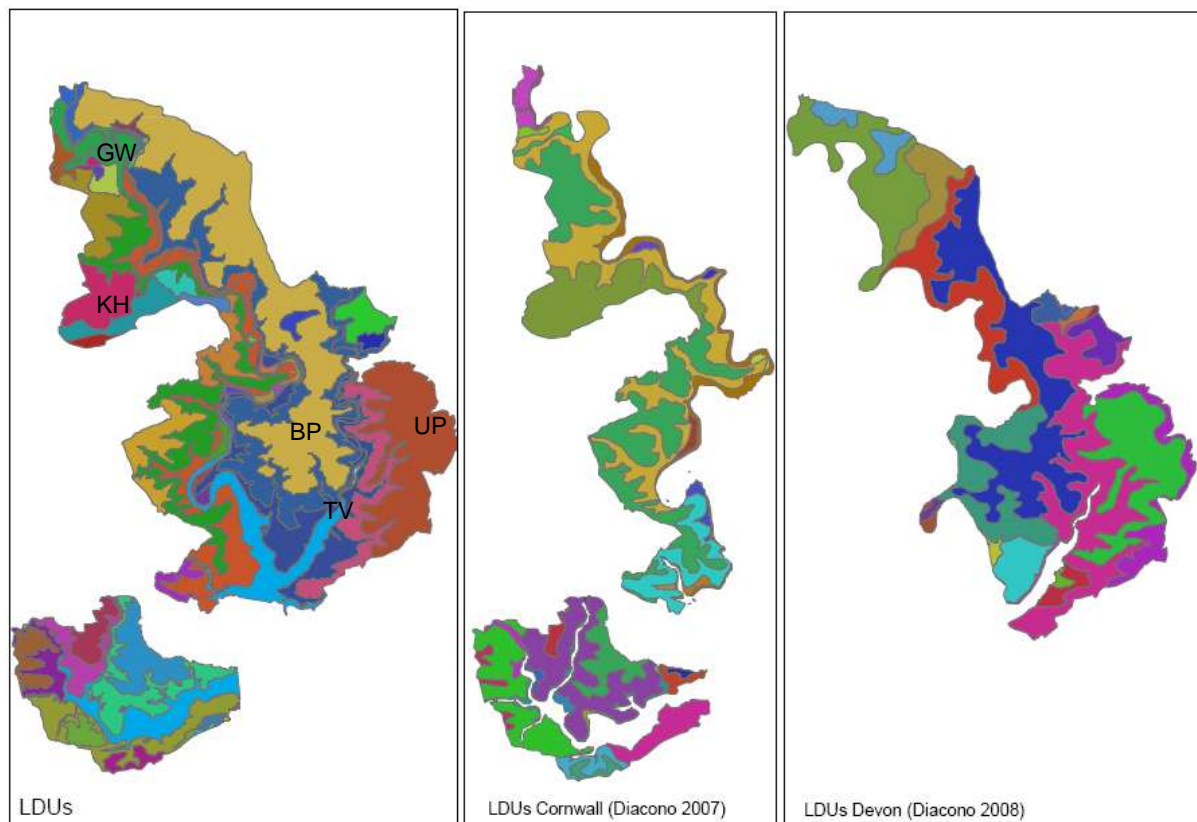 GW
KH
UP
BP
TV
LDUs
LDUs Cornwall (Diacono 2007)
LDUs Devon (Diacono 2008)